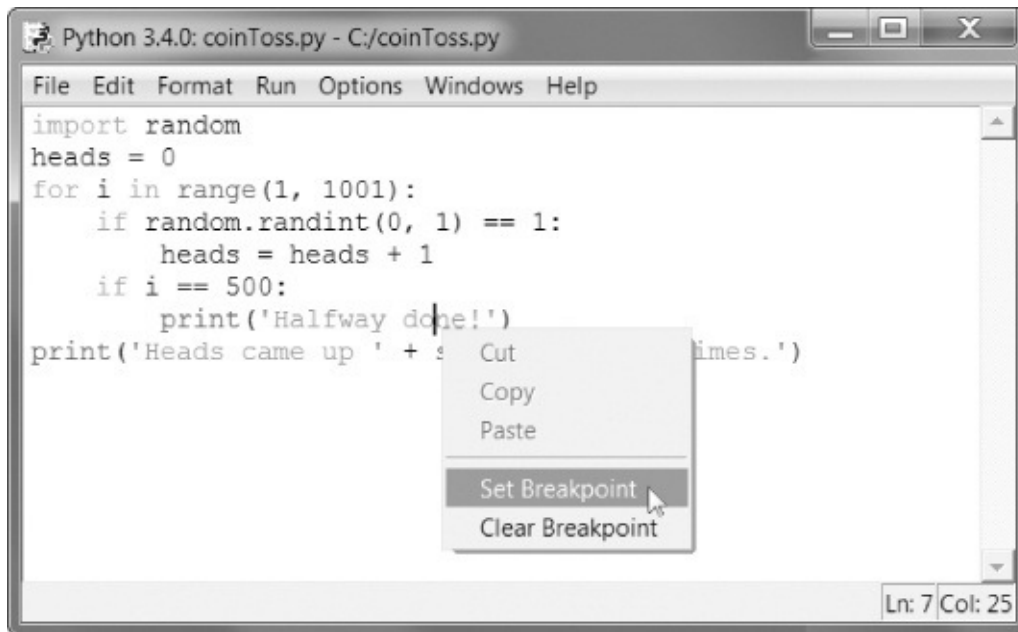 Python 3.4.0: coinToss.py - C:/coinToss.py
File Edit Format Run Options Windows Help
import random
heads = 0
for i in range(1, 1001):
    if random.randint(0, 1) == 1:
        heads = heads + 1
    if i == 500:
        print('Halfway done!')
print('Heads came up ' + imes.')
Cut
Copy
Paste
Set Breakpoint
Clear Breakpoint
Ln: 7 Col: 25